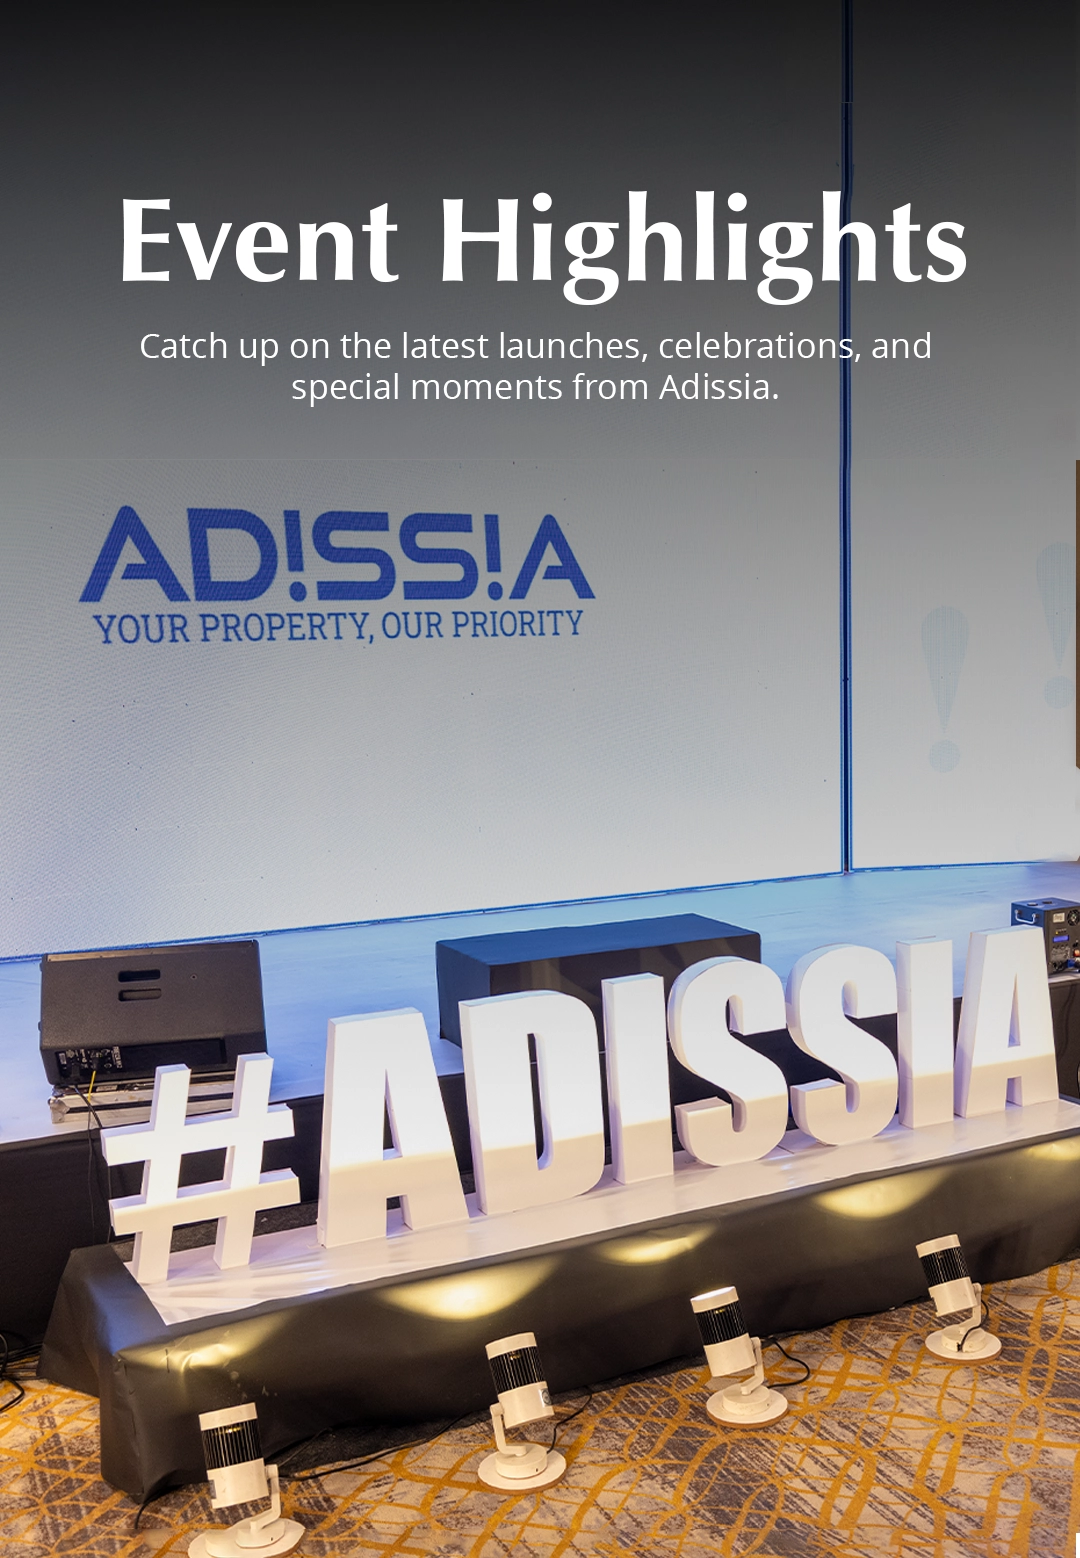 Event Highlights
Catch up on the latest launches, celebrations, and
special moments from Adissia.
AD!SS!A
YOUR PROPERTY, OUR PRIORITY
#ADISSIA